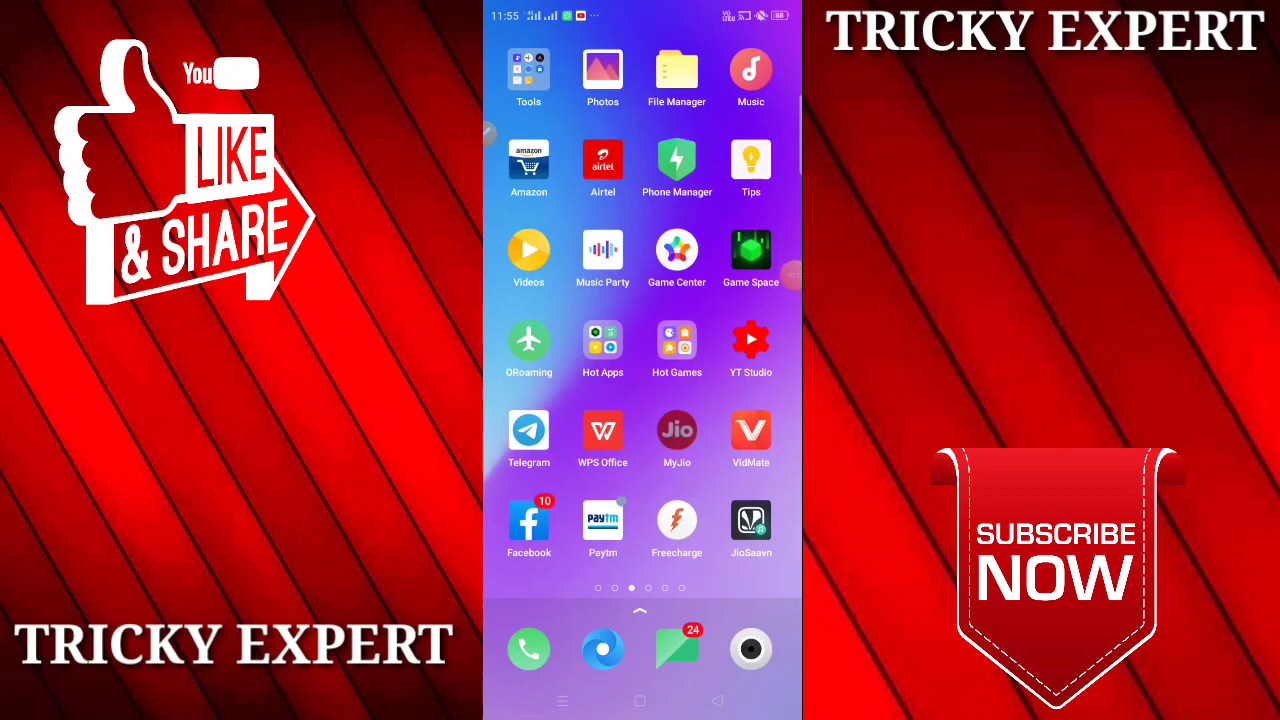 TRICKY EXPERT
You
LIKE
& SHARE
11:55
68
Tools Photos File Manager Music
amazon
airtel
Amazon Airtel Phone Manager Tips
Videos Music Party Game Center Game Space
ORoaming Hot Apps Hot Games YT Studio
Jio
Telegram WPS Office MyJio VidMate
10
paytm
Facebook Paytm Freecharge JioSaavn
24
SUBSCRIBE
NOW
TRICKY EXPERT